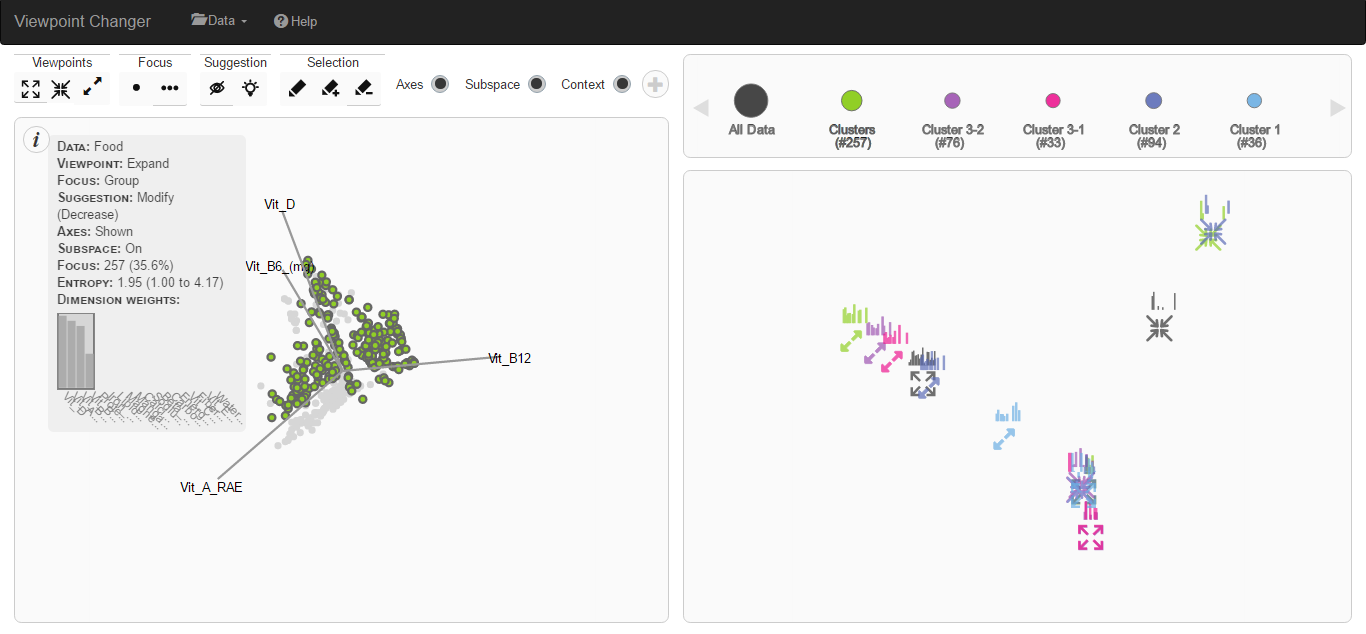 Viewpoint Changer Data Help
Viewpoints Focus Suggestion Selection
Axes Subspace Context
i
DATA: Food
VIEWPOINT: Expand
FOCUS: Group
SUGGESTION: Modify
(Decrease)
AXES: Shown
SUBSPACE: On
FOCUS: 257 (35.6%)
ENTROPY: 1.95 (1.00 to 4.17)
DIMENSION WEIGHTS:
Vit_D
Vit_B12
Vit_A_RAE
All Data
Clusters
(#257)
Cluster 3-2
(#76)
Cluster 3-1
(#33)
Cluster 2
(#94)
Cluster 1
(#36)